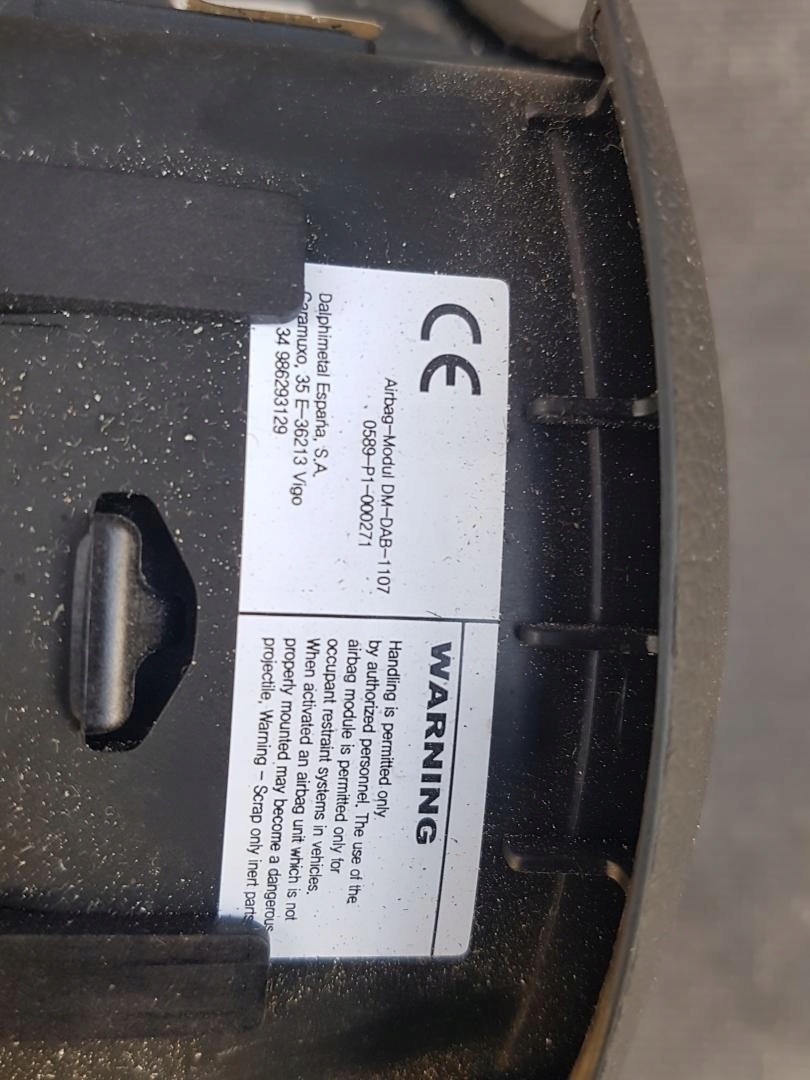 CE
Airbag-Modul DM-DAB-1107
0589-P1-000271
Dalphimetal España, S.A.
Caramuxo, 35 E-36213 Vigo
34 986293129
WARNING
Handling is permitted only
by authorized personnel. The use of the
airbag module is permitted only for
occupant restraint systems in vehicles.
When activated an airbag unit which is not
properly mounted may become a dangerous
projectile, Warning - Scrap only inert parts